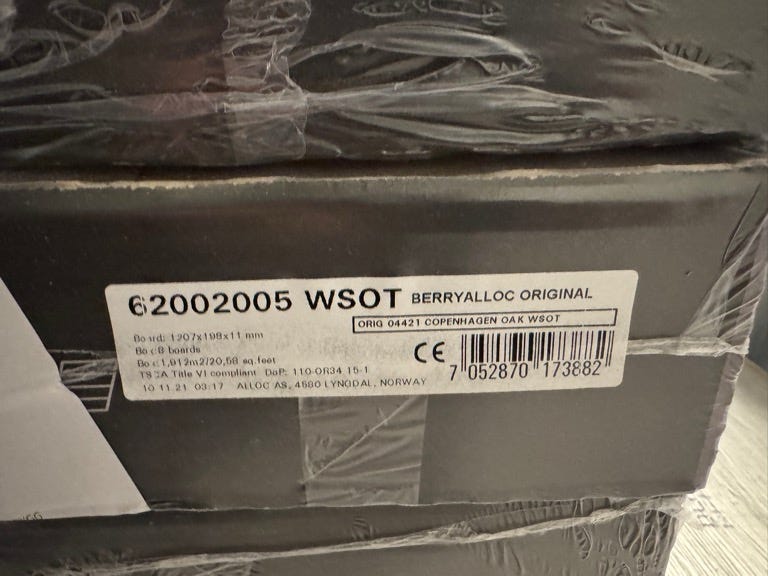 62002005 WSOT BERRYALLOC ORIGINAL
ORIG 04421 COPENHAGEN OAK WSOT
Board: 1207x198x11 mm
Box: 8 boards
Box: 1,912m2/20,58 sq.feet
TSCA Title VI compliant DoP: 110-OR34 15-1
10.11.21 03:17 ALLOC AS, 4580 LYNGDAL, NORWAY
CE
7 052870 173882